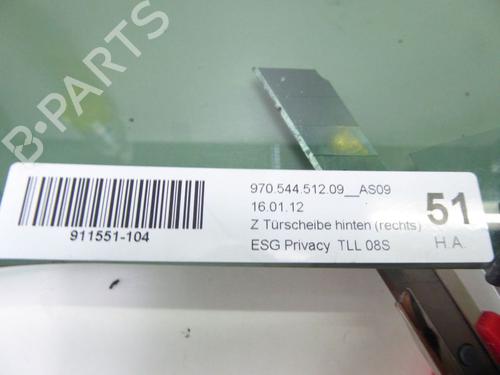 B-PARTS
970.544.512.09__AS09
16.01.12
Z Türscheibe hinten (rechts)
ESG Privacy TLL 08S
51
H.A.
911551-104